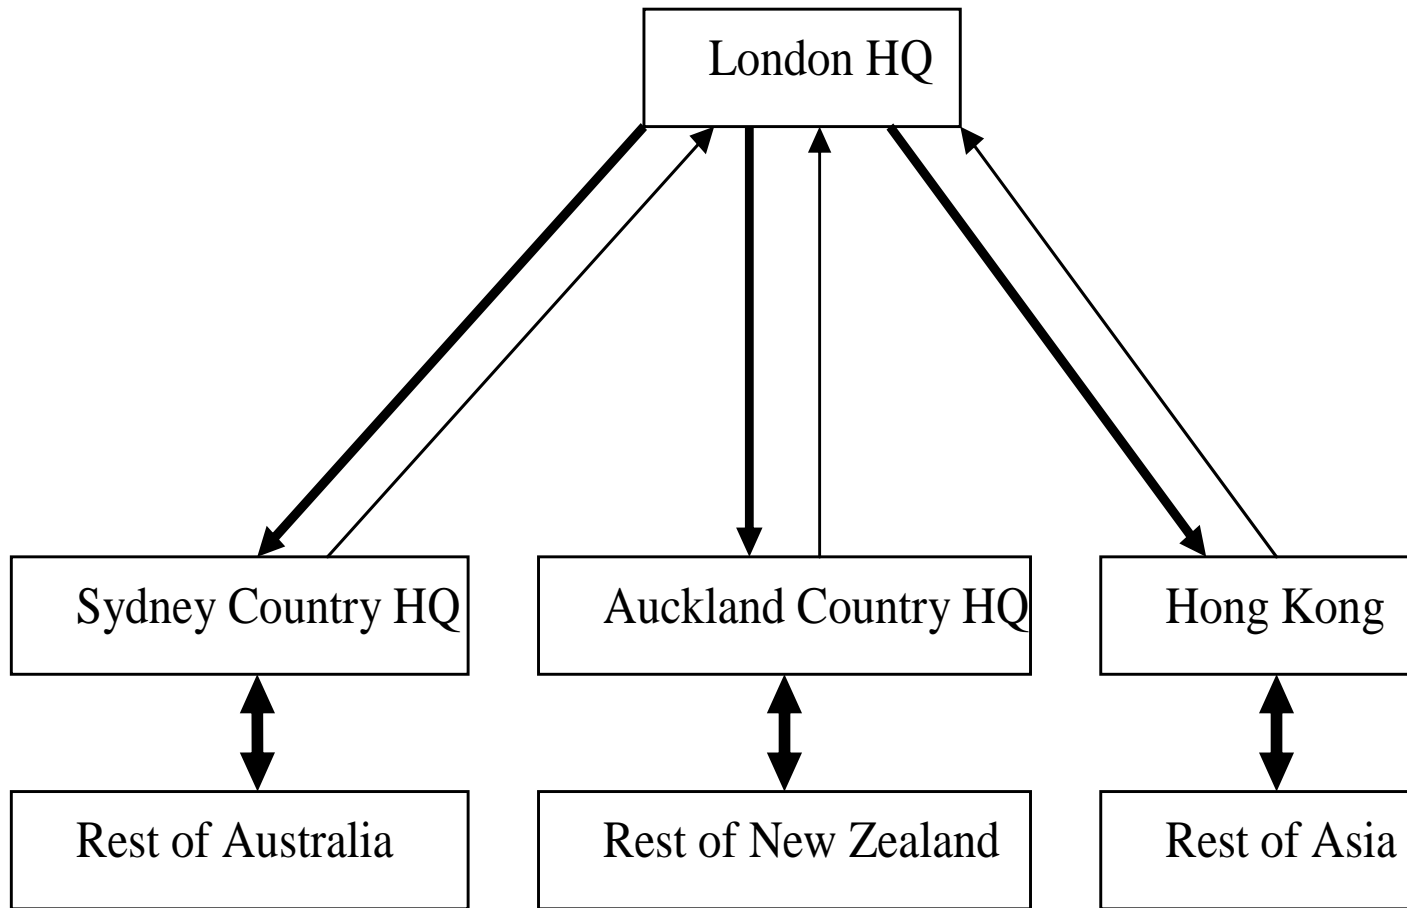 London HQ
Sydney Country HQ
Auckland Country HQ
Hong Kong
Rest of Australia
Rest of New Zealand
Rest of Asia